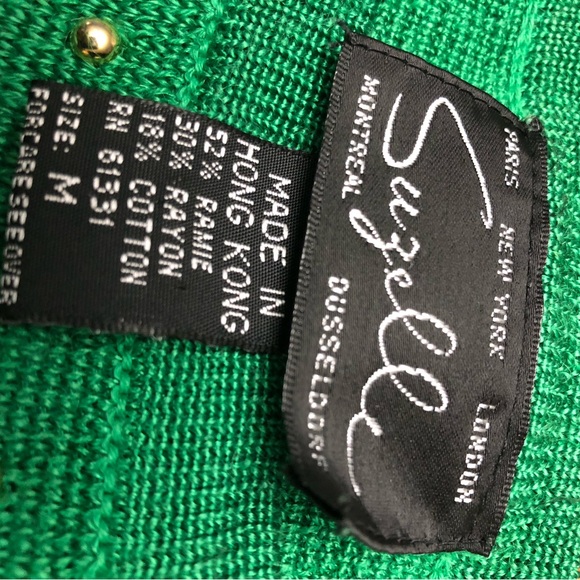 PARIS NEW YORK LONDON
Suzelle
MONTREAL DUSSELDORF
MADE IN
HONG KONG
52% RAMIE
30% RAYON
18% COTTON
RN 61331
SIZE: M
FOR CARE SEE OVER